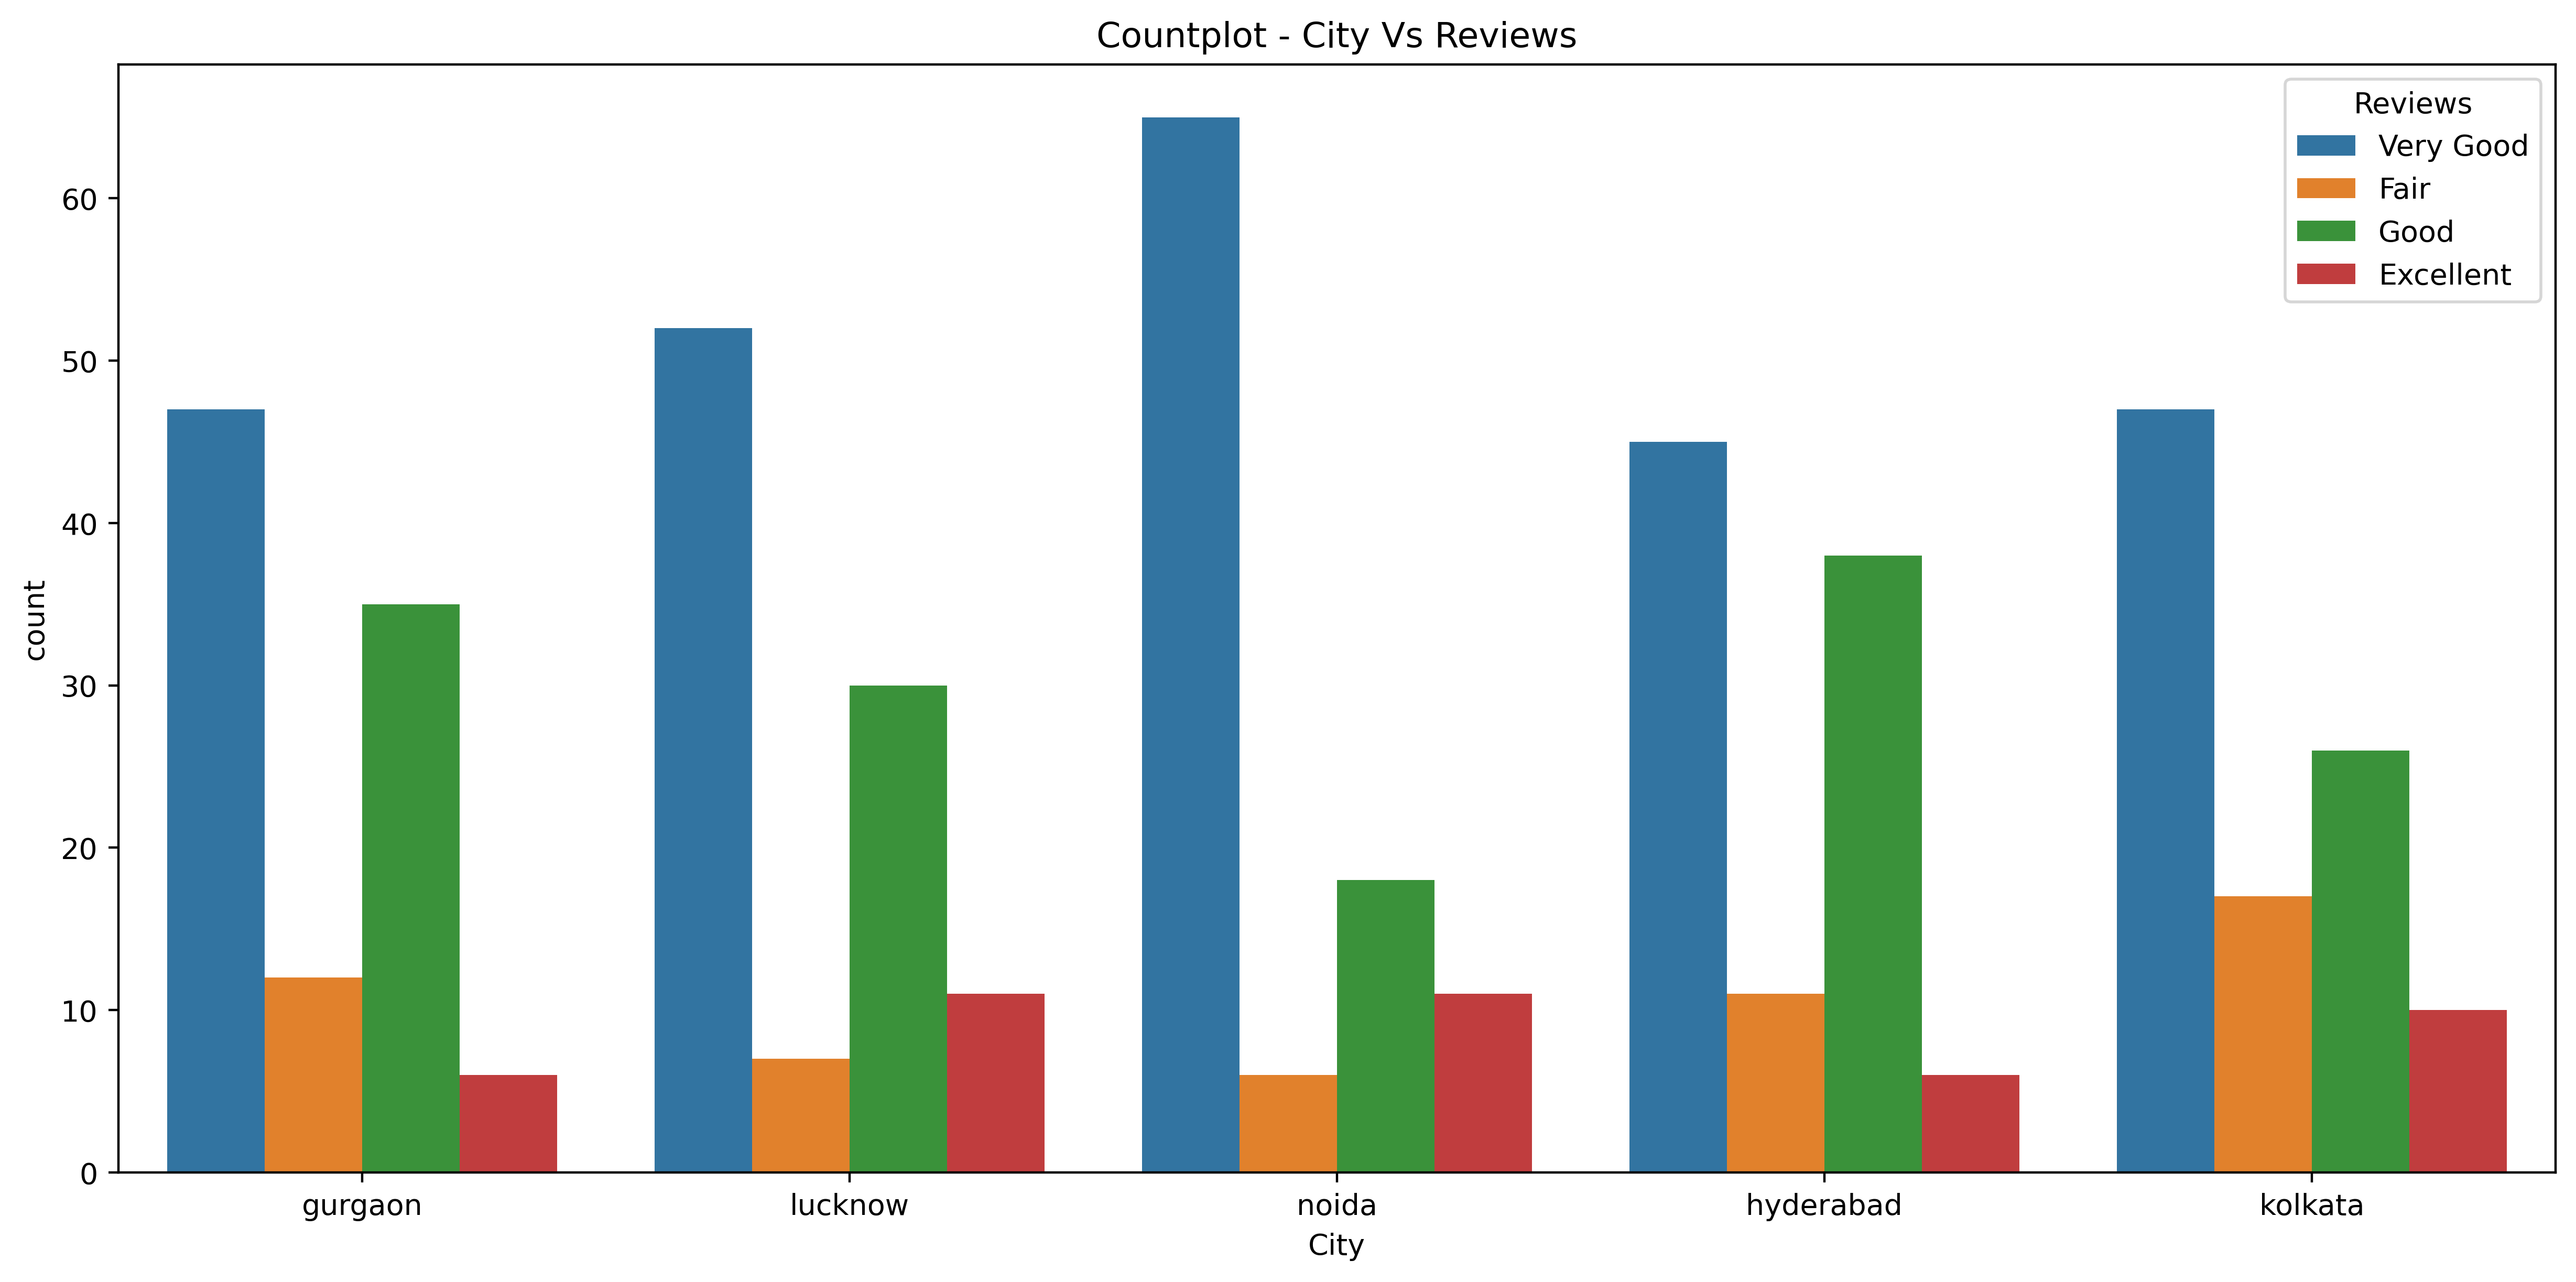 Countplot - City Vs Reviews
Reviews
Very Good
Fair
Good
Excellent
count
60
50
40
30
20
10
0
gurgaon
lucknow
noida
hyderabad
kolkata
City